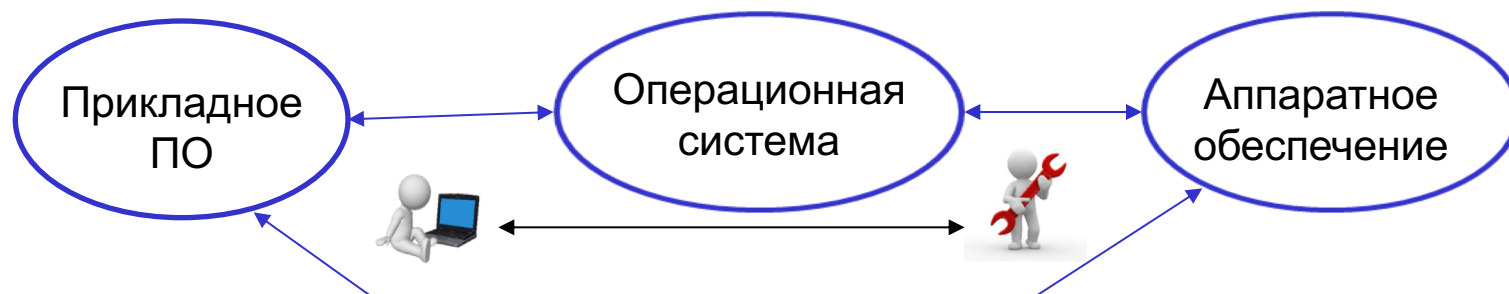 Прикладное
ПО
Операционная
система
Аппаратное
обеспечение